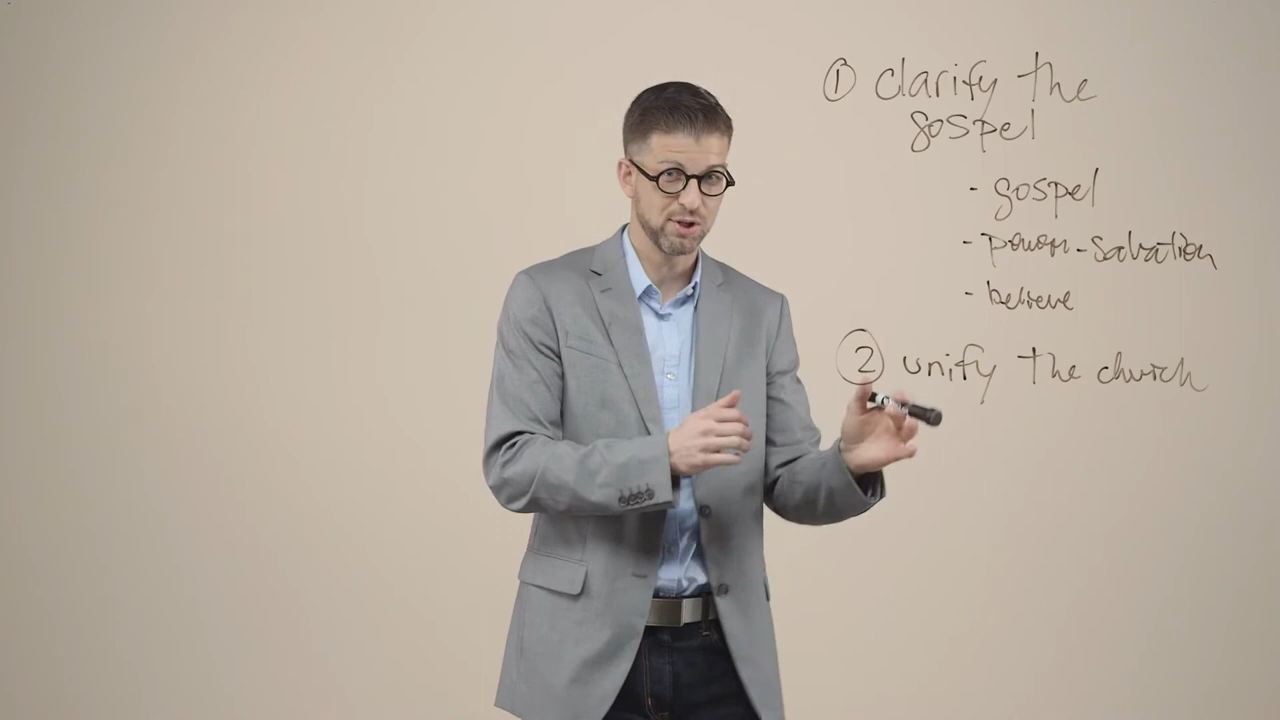 ① clarify the
gospel
- gospel
- power - salvation
- believe
② unify the church